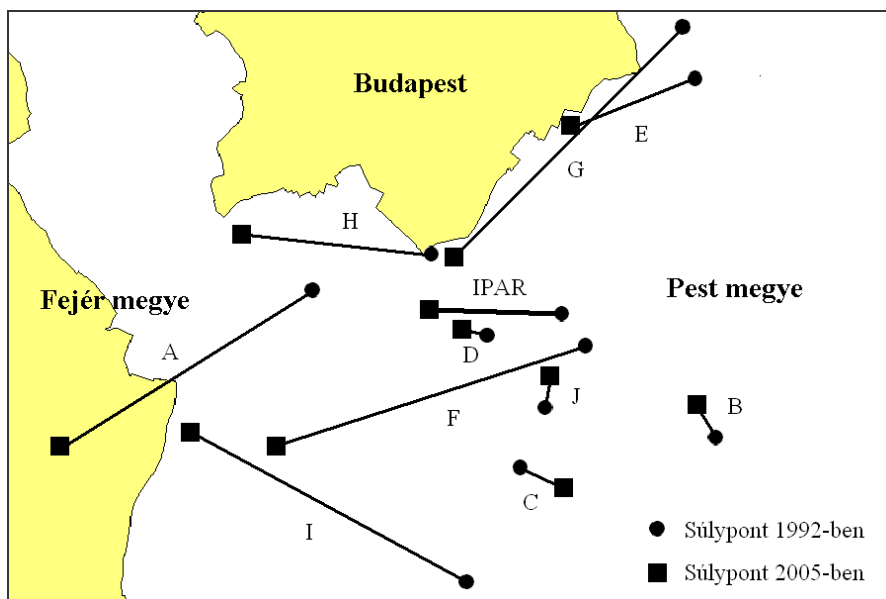 Budapest
E
G
H
IPAR
Fejér megye
Pest megye
A
D
J
B
F
C
I
Súlypont 1992-ben
Súlypont 2005-ben